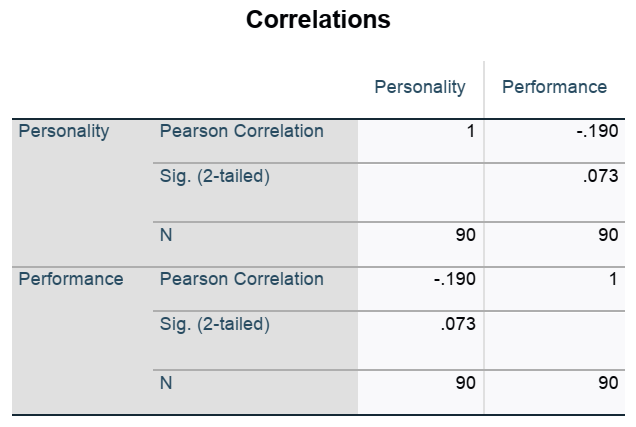 Correlations
Personality Performance
Personality Pearson Correlation 1 -.190
Sig. (2-tailed) .073
N 90 90
Performance Pearson Correlation -.190 1
Sig. (2-tailed) .073
N 90 90